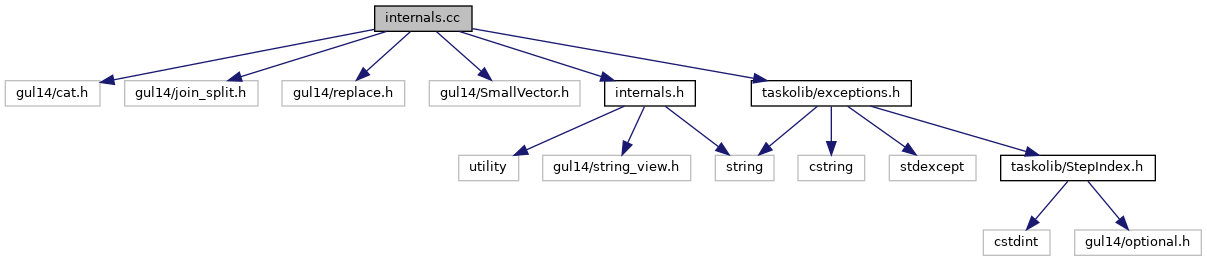 internals.cc
gul14/cat.h
gul14/join_split.h
gul14/replace.h
gul14/SmallVector.h
internals.h
taskolib/exceptions.h
utility
gul14/string_view.h
string
cstring
stdexcept
taskolib/StepIndex.h
cstdint
gul14/optional.h